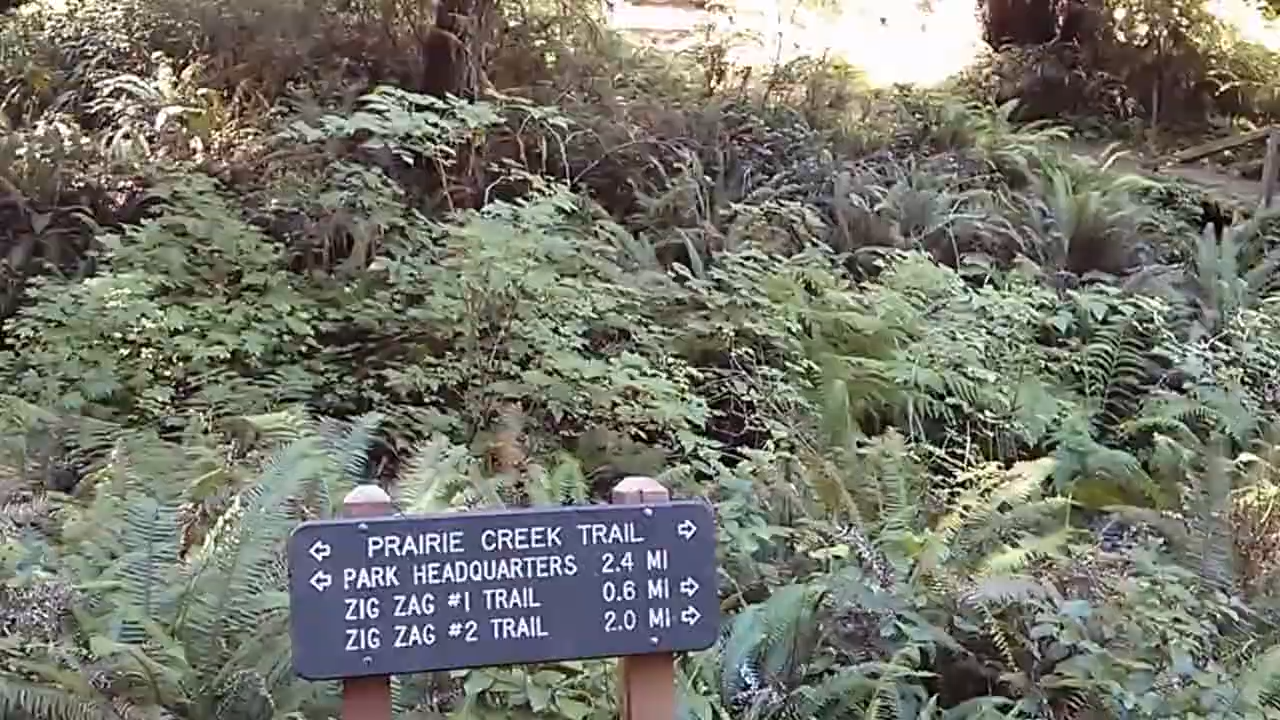 ⇦ PRAIRIE CREEK TRAIL ⇨
⇦ PARK HEADQUARTERS 2.4 MI
ZIG ZAG #1 TRAIL 0.6 MI ⇨
ZIG ZAG #2 TRAIL 2.0 MI ⇨